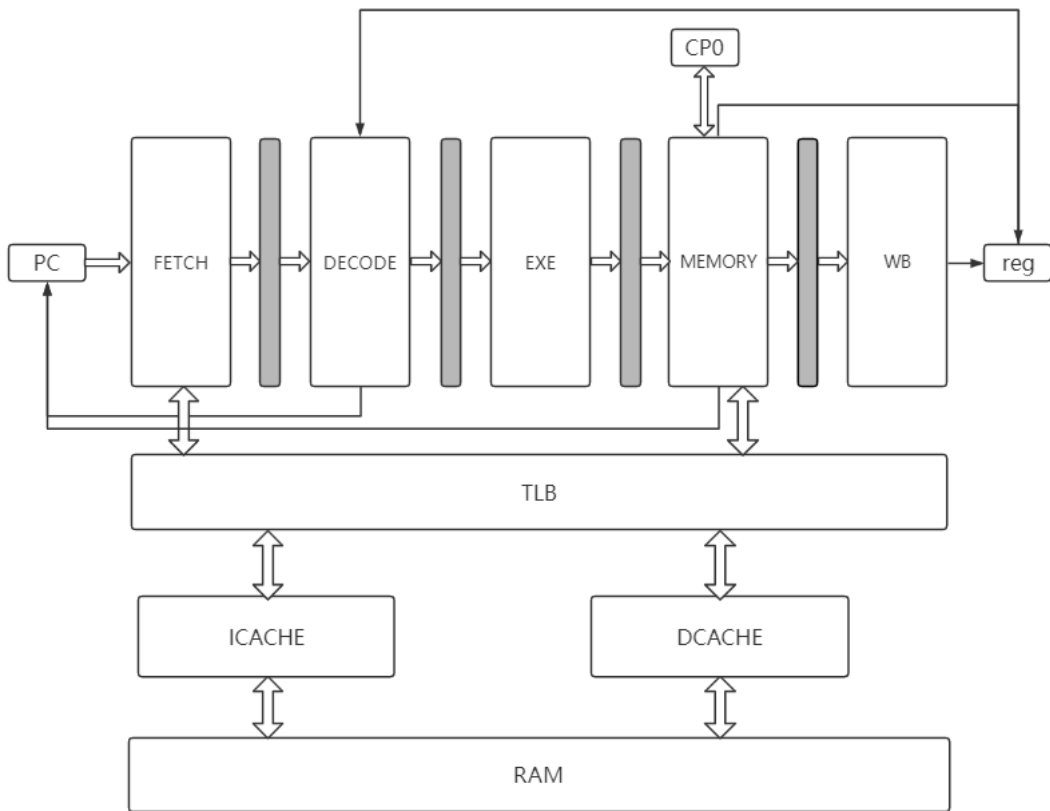 CP0
PC
FETCH
DECODE
EXE
MEMORY
WB
reg
TLB
ICACHE
DCACHE
RAM